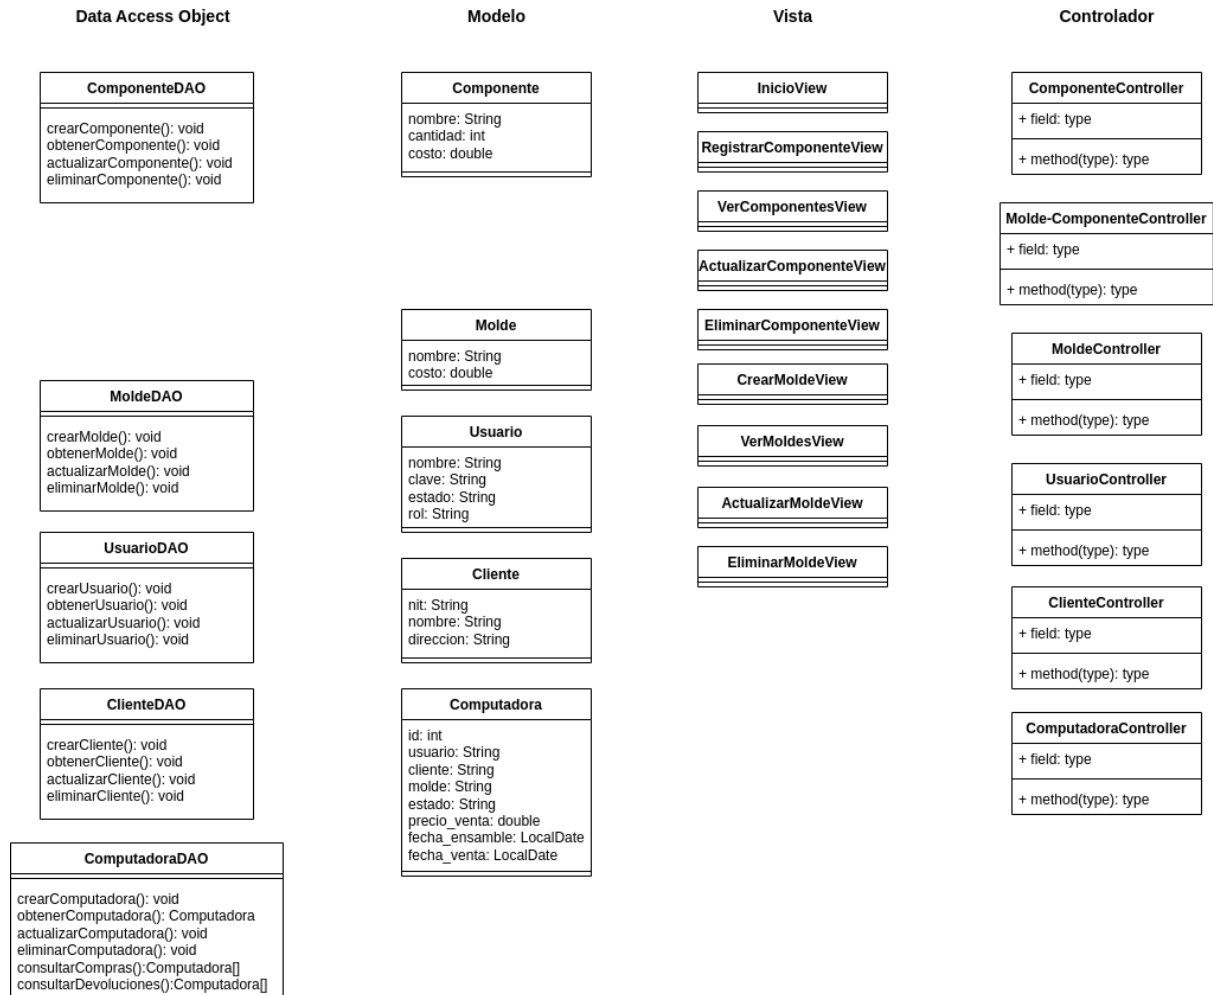 Data Access Object
Modelo
Vista
Controlador
ComponenteDAO
crearComponente(): void
obtenerComponente(): void
actualizarComponente(): void
eliminarComponente(): void
MoldeDAO
crearMolde(): void
obtenerMolde(): void
actualizarMolde(): void
eliminarMolde(): void
UsuarioDAO
crearUsuario(): void
obtenerUsuario(): void
actualizarUsuario(): void
eliminarUsuario(): void
ClienteDAO
crearCliente(): void
obtenerCliente(): void
actualizarCliente(): void
eliminarCliente(): void
ComputadoraDAO
crearComputadora(): void
obtenerComputadora(): Computadora
actualizarComputadora(): void
eliminarComputadora(): void
consultarCompras():Computadora[]
consultarDevoluciones():Computadora[]
Componente
nombre: String
cantidad: int
costo: double
Molde
nombre: String
costo: double
Usuario
nombre: String
clave: String
estado: String
rol: String
Cliente
nit: String
nombre: String
direccion: String
Computadora
id: int
usuario: String
cliente: String
molde: String
estado: String
precio_venta: double
fecha_ensamble: LocalDate
fecha_venta: LocalDate
InicioView
RegistrarComponenteView
VerComponentesView
ActualizarComponenteView
EliminarComponenteView
CrearMoldeView
VerMoldesView
ActualizarMoldeView
EliminarMoldeView
ComponenteController
+ field: type
+ method(type): type
Molde-ComponenteController
+ field: type
+ method(type): type
MoldeController
+ field: type
+ method(type): type
UsuarioController
+ field: type
+ method(type): type
ClienteController
+ field: type
+ method(type): type
ComputadoraController
+ field: type
+ method(type): type